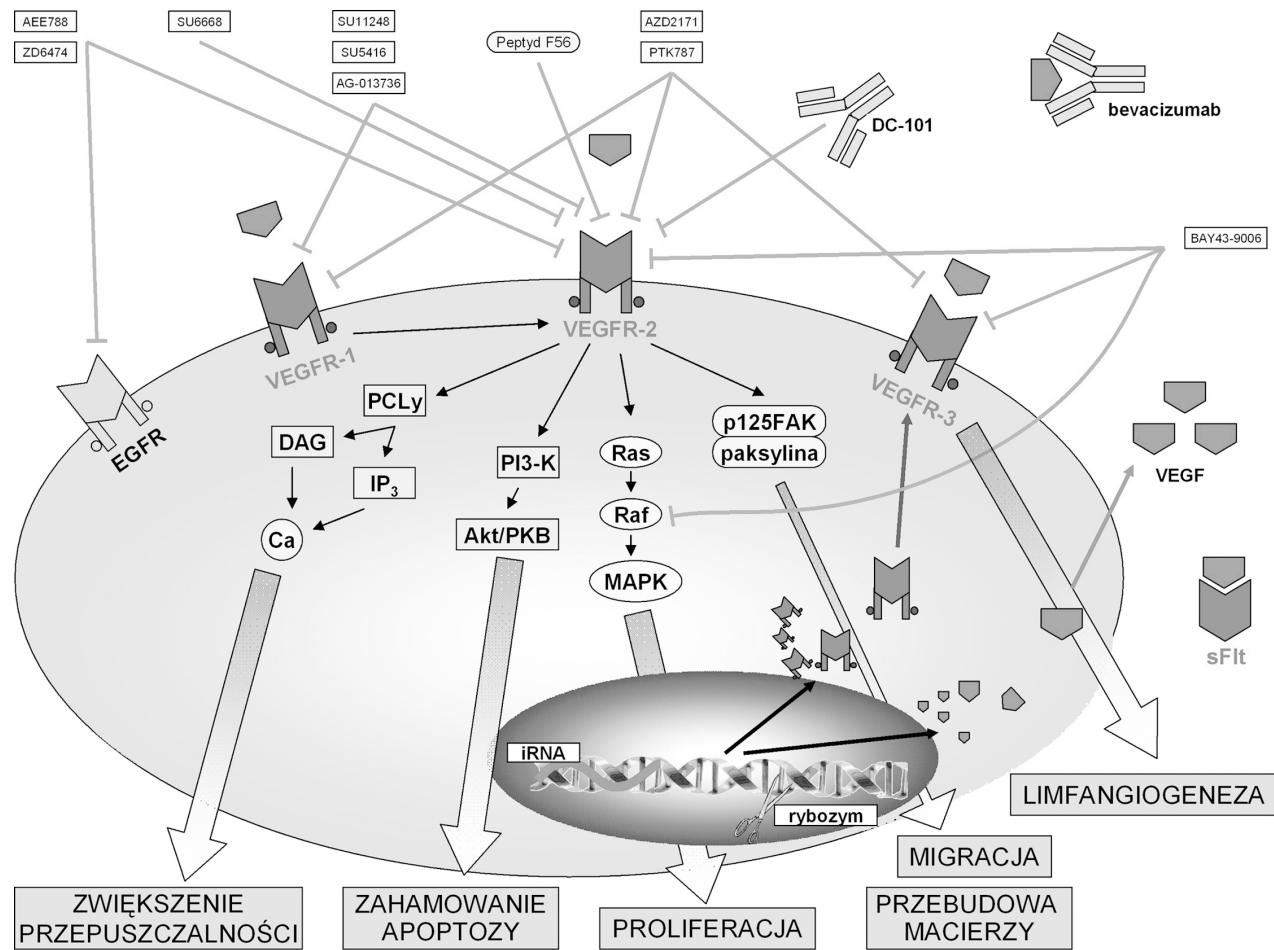 AEE788
ZD6474
SU6668
SU11248
SU5416
AG-013736
Peptyd F56
AZD2171
PTK787
DC-101
bevacizumab
BAY43-9006
VEGFR-1
VEGFR-2
VEGFR-3
EGFR
PCLy
DAG
IP3
Ca
PI3-K
Akt/PKB
Ras
Raf
MAPK
p125FAK
paksylina
VEGF
sFlt
iRNA
rybozym
LIMFANGIOGENEZA
MIGRACJA
PRZEBUDOWA
MACIERZY
PROLIFERACJA
ZAHAMOWANIE
APOPTOZY
ZWIĘKSZENIE
PRZEPUSZCZALNOŚCI